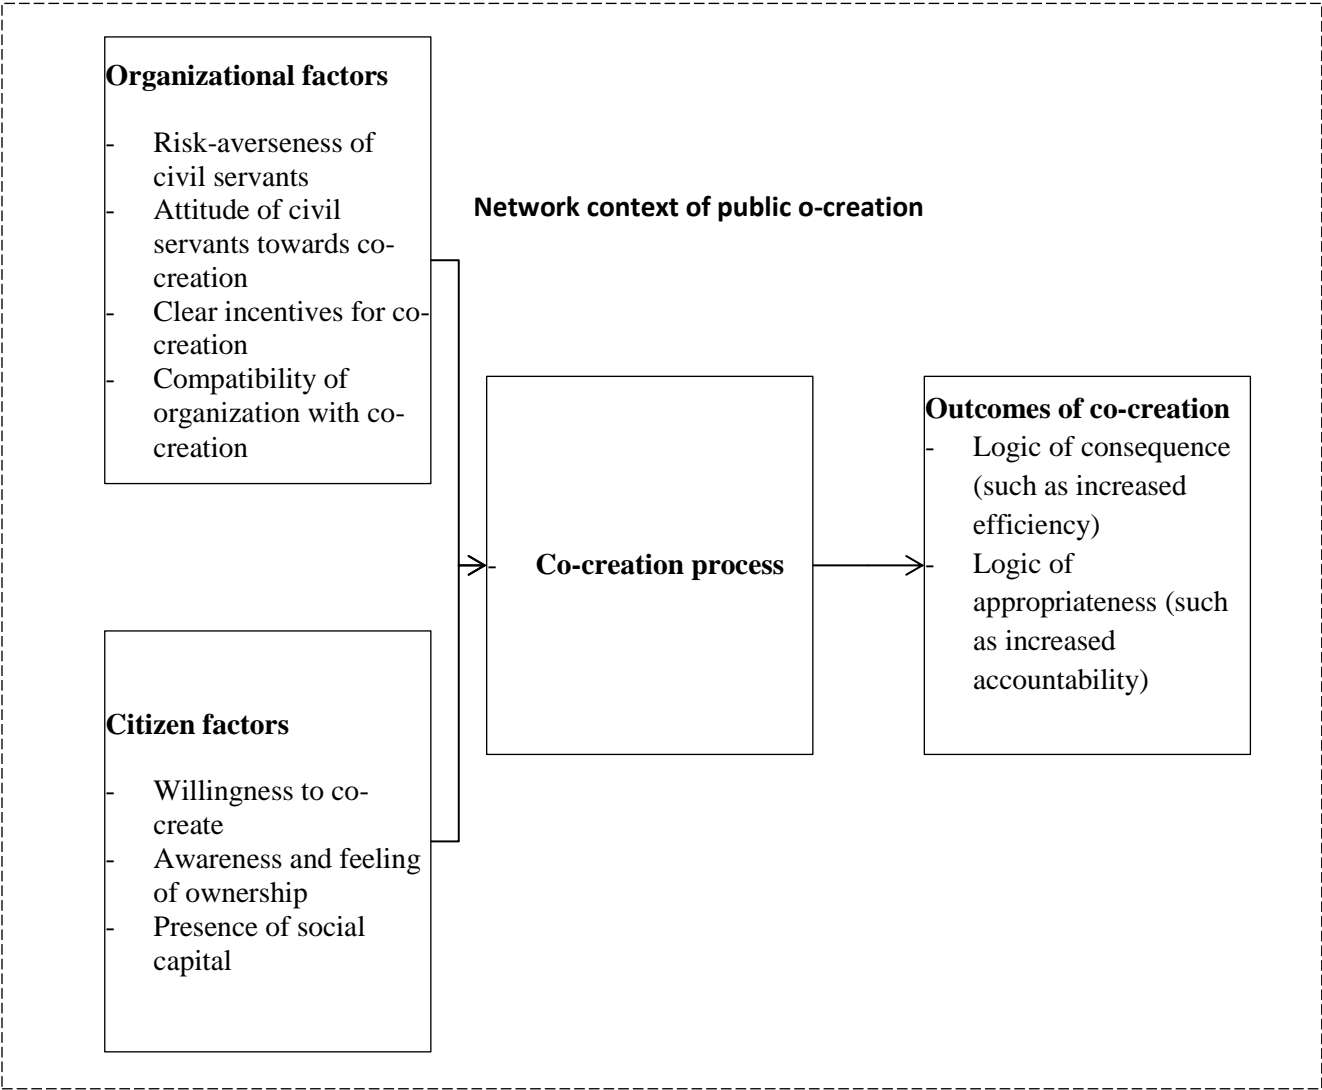 Organizational factors
- Risk-averseness of
civil servants
- Attitude of civil
servants towards co-
creation
- Clear incentives for co-
creation
- Compatibility of
organization with co-
creation
Network context of public o-creation
- Co-creation process
Outcomes of co-creation
- Logic of consequence
(such as increased
efficiency)
- Logic of
appropriateness (such
as increased
accountability)
Citizen factors
- Willingness to co-
create
- Awareness and feeling
of ownership
- Presence of social
capital